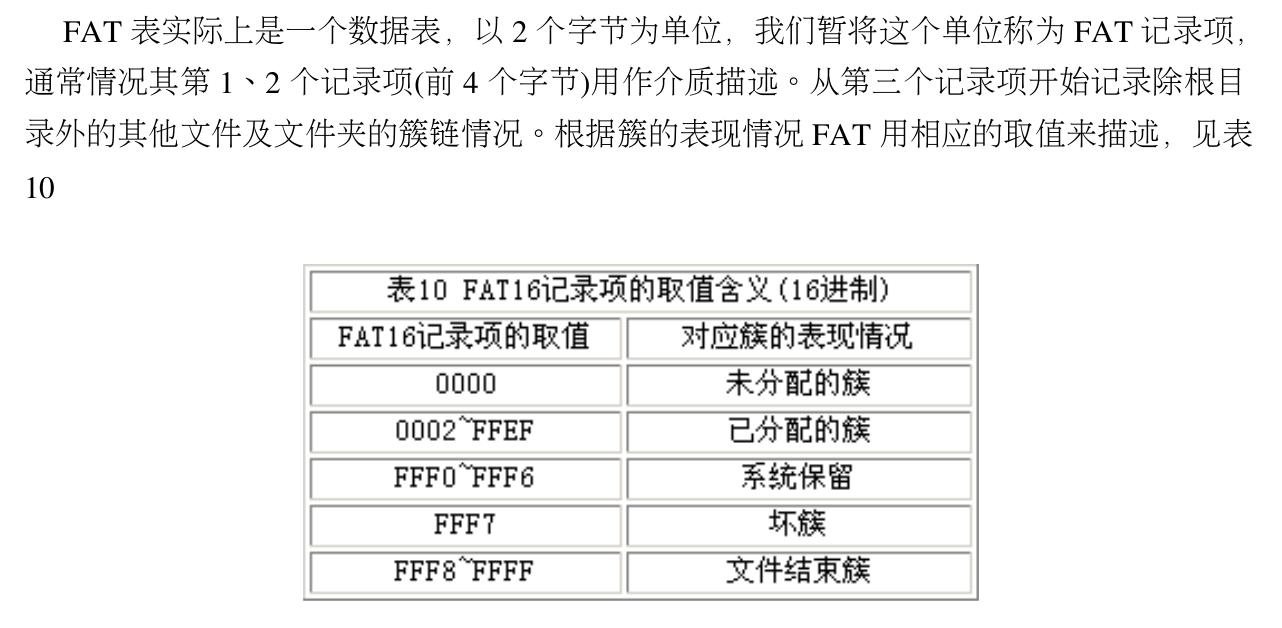 FAT 表实际上是一个数据表，以 2 个字节为单位，我们暂将这个单位称为 FAT 记录项，
通常情况其第 1、2 个记录项(前 4 个字节)用作介质描述。从第三个记录项开始记录除根目
录外的其他文件及文件夹的簇链情况。根据簇的表现情况 FAT 用相应的取值来描述，见表
10
表10 FAT16记录项的取值含义(16进制)
FAT16记录项的取值 对应簇的表现情况
0000 未分配的簇
0002~FFEF 已分配的簇
FFF0~FFF6 系统保留
FFF7 坏簇
FFF8~FFFF 文件结束簇